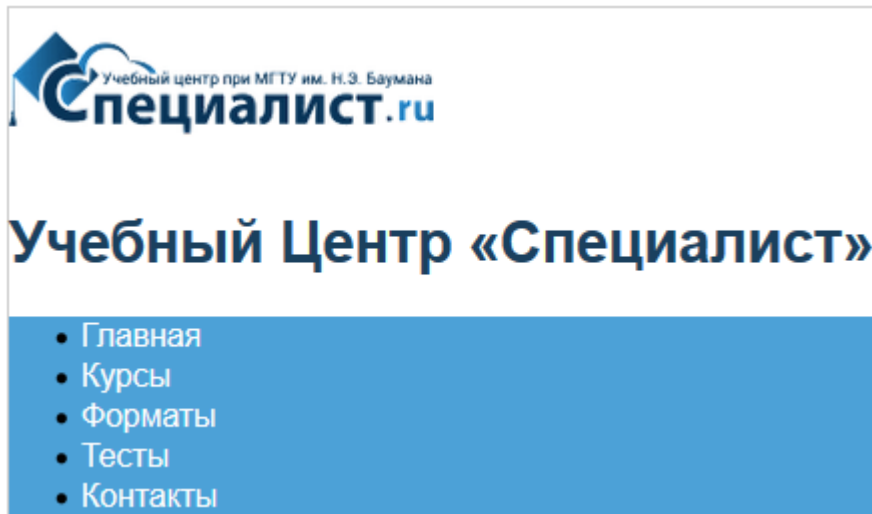 Учебный центр при МГТУ им. Н.Э. Баумана
Специалист.ru
Учебный Центр «Специалист»
Главная
Курсы
Форматы
Тесты
Контакты